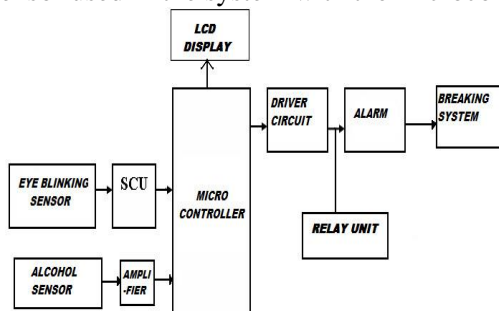 LCD
DISPLAY
DRIVER
CIRCUIT
ALARM
BREAKING
SYSTEM
EYE BLINKING
SENSOR
SCU
MICRO
CONTROLLER
RELAY UNIT
ALCOHOL
SENSOR
AMPLI
-FIER